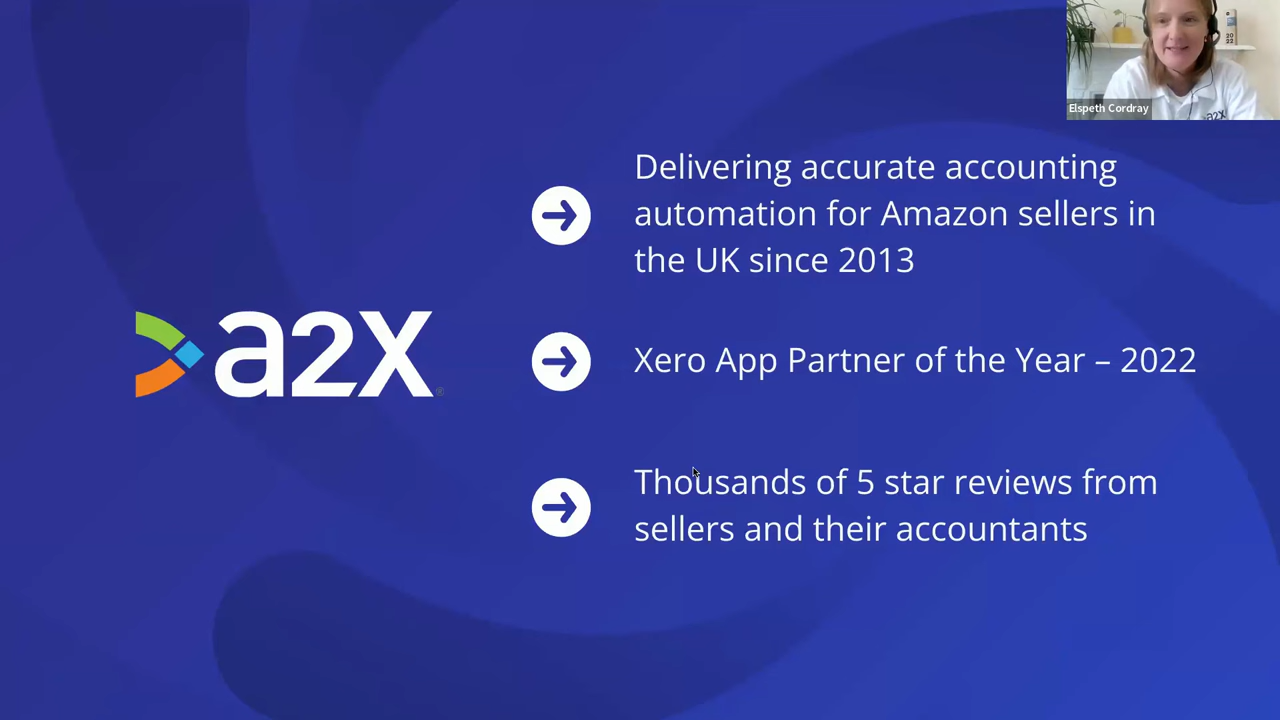 Elspeth Cordray
a2x
Delivering accurate accounting
automation for Amazon sellers in
the UK since 2013
a2x
Xero App Partner of the Year – 2022
Thousands of 5 star reviews from
sellers and their accountants